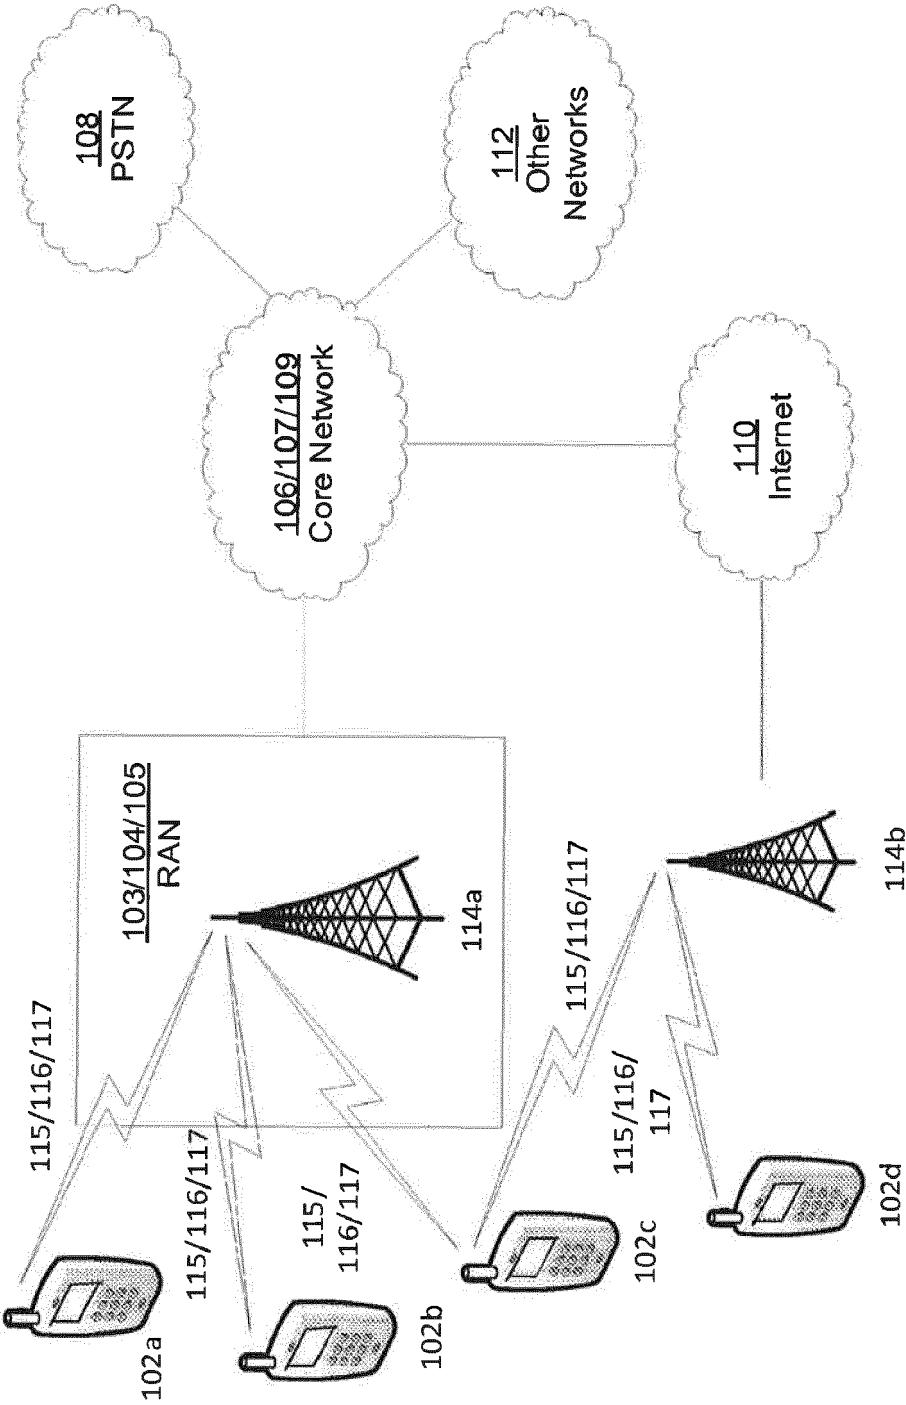 108
PSTN
112
Other
Networks
106/107/109
Core Network
110
Internet
103/104/105
RAN
114a
114b
115/116/117
115/116/117
115/
116/117
115/116/117
115/116/
117
102a
102b
102c
102d